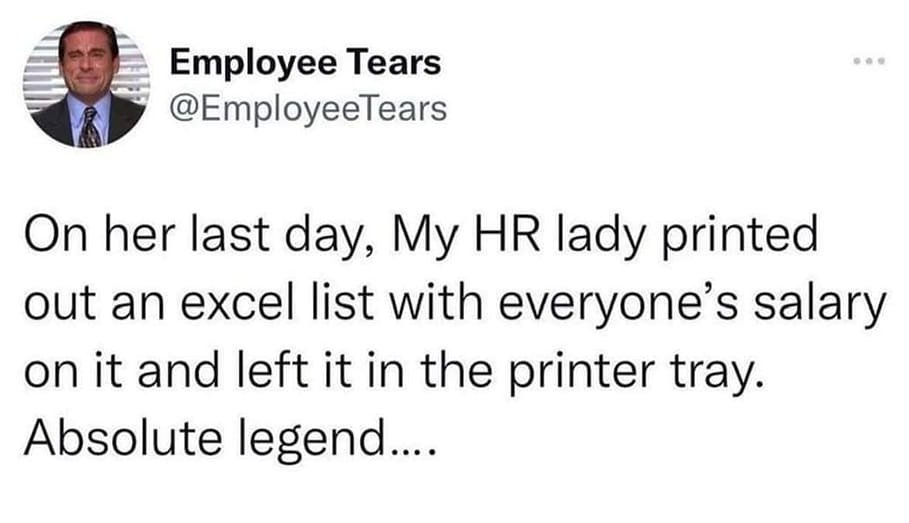 Employee Tears
@EmployeeTears
On her last day, My HR lady printed
out an excel list with everyone’s salary
on it and left it in the printer tray.
Absolute legend....